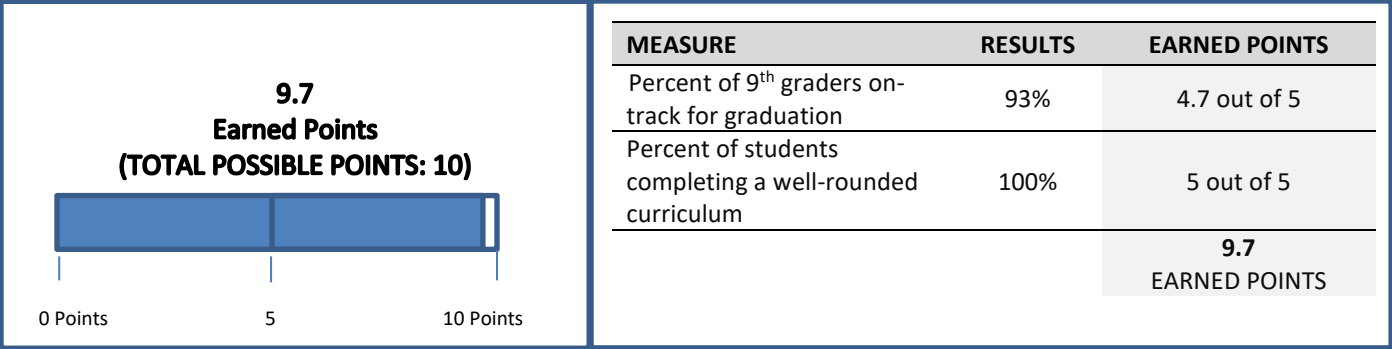 9.7
Earned Points
(TOTAL POSSIBLE POINTS: 10)
0 Points 5 10 Points
MEASURE RESULTS EARNED POINTS
Percent of 9th graders on-
track for graduation
93% 4.7 out of 5
Percent of students
completing a well-rounded
curriculum
100% 5 out of 5
9.7
EARNED POINTS